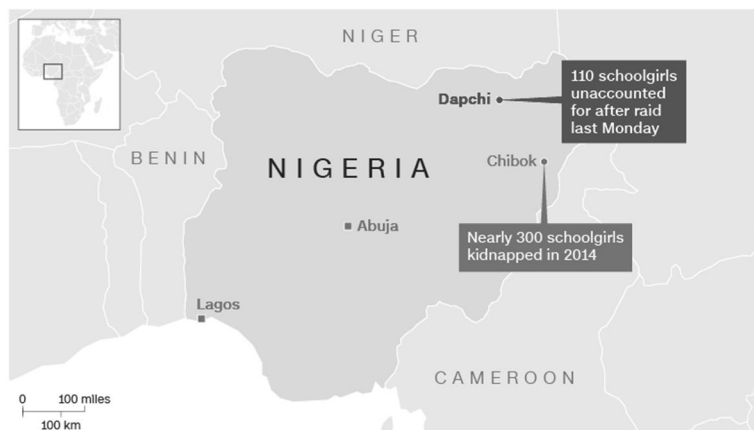 NIGER
110 schoolgirls
unaccounted
for after raid
last Monday
Dapchi
BENIN
NIGERIA
Chibok
Abuja
Nearly 300 schoolgirls
kidnapped in 2014
Lagos
CAMEROON
0 100 miles
100 km